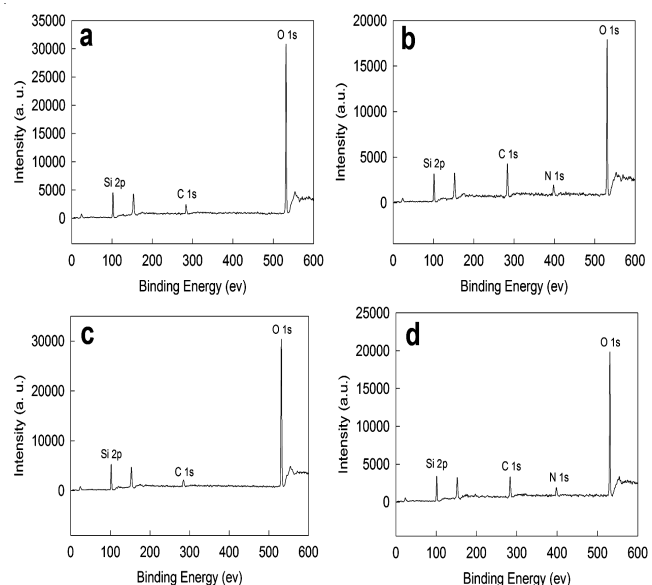 a
35000
30000
25000
20000
15000
10000
5000
0
Intensity (a. u.)
Si 2p
C 1s
O 1s
0 100 200 300 400 500 600
Binding Energy (ev)
b
20000
15000
10000
5000
0
Intensity (a. u.)
Si 2p
C 1s
N 1s
O 1s
0 100 200 300 400 500 600
Binding Energy (ev)
c
30000
20000
10000
0
Intensity (a. u.)
Si 2p
C 1s
O 1s
0 100 200 300 400 500 600
Binding Energy (ev)
d
25000
20000
15000
10000
5000
0
Intensity (a. u.)
Si 2p
C 1s
N 1s
O 1s
0 100 200 300 400 500 600
Binding Energy (ev)